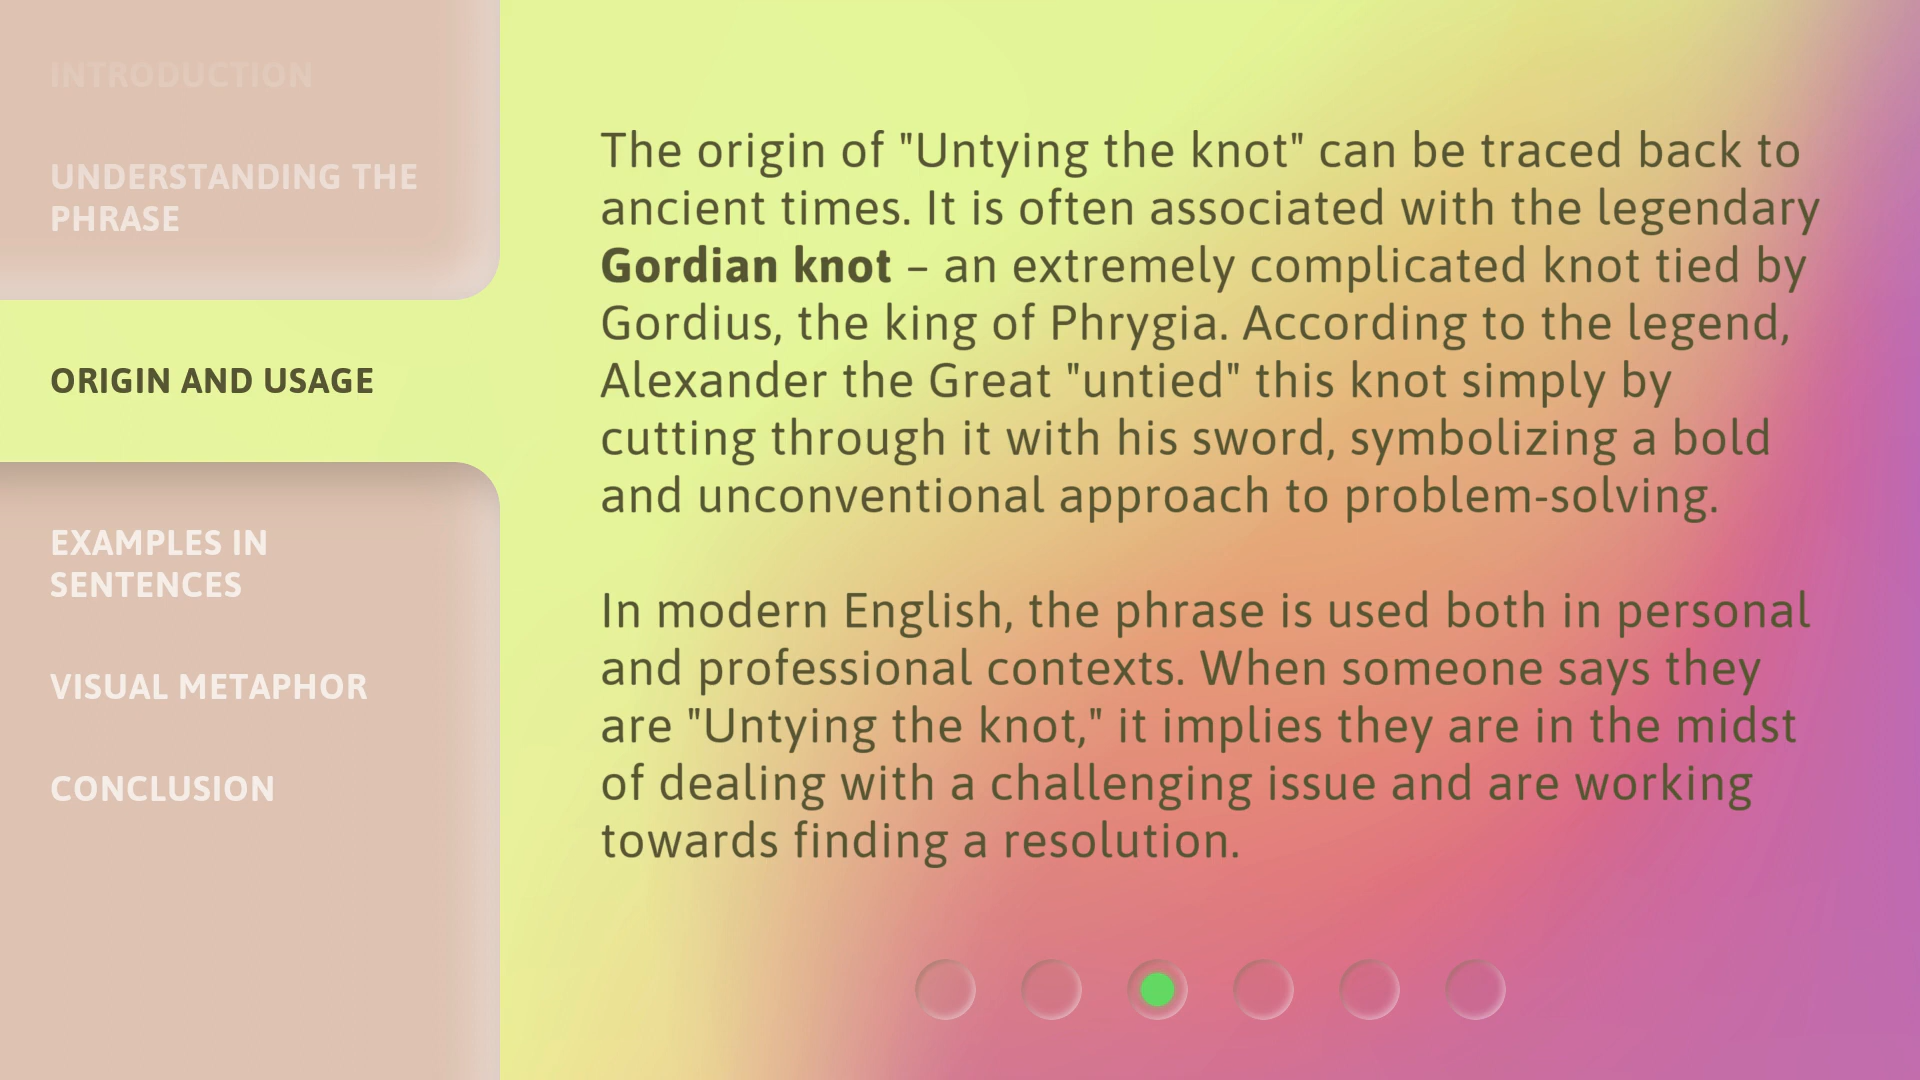 INTRODUCTION
UNDERSTANDING THE
PHRASE
ORIGIN AND USAGE
EXAMPLES IN
SENTENCES
VISUAL METAPHOR
CONCLUSION
The origin of "Untying the knot" can be traced back to
ancient times. It is often associated with the legendary
Gordian knot – an extremely complicated knot tied by
Gordius, the king of Phrygia. According to the legend,
Alexander the Great "untied" this knot simply by
cutting through it with his sword, symbolizing a bold
and unconventional approach to problem-solving.
In modern English, the phrase is used both in personal
and professional contexts. When someone says they
are "Untying the knot," it implies they are in the midst
of dealing with a challenging issue and are working
towards finding a resolution.